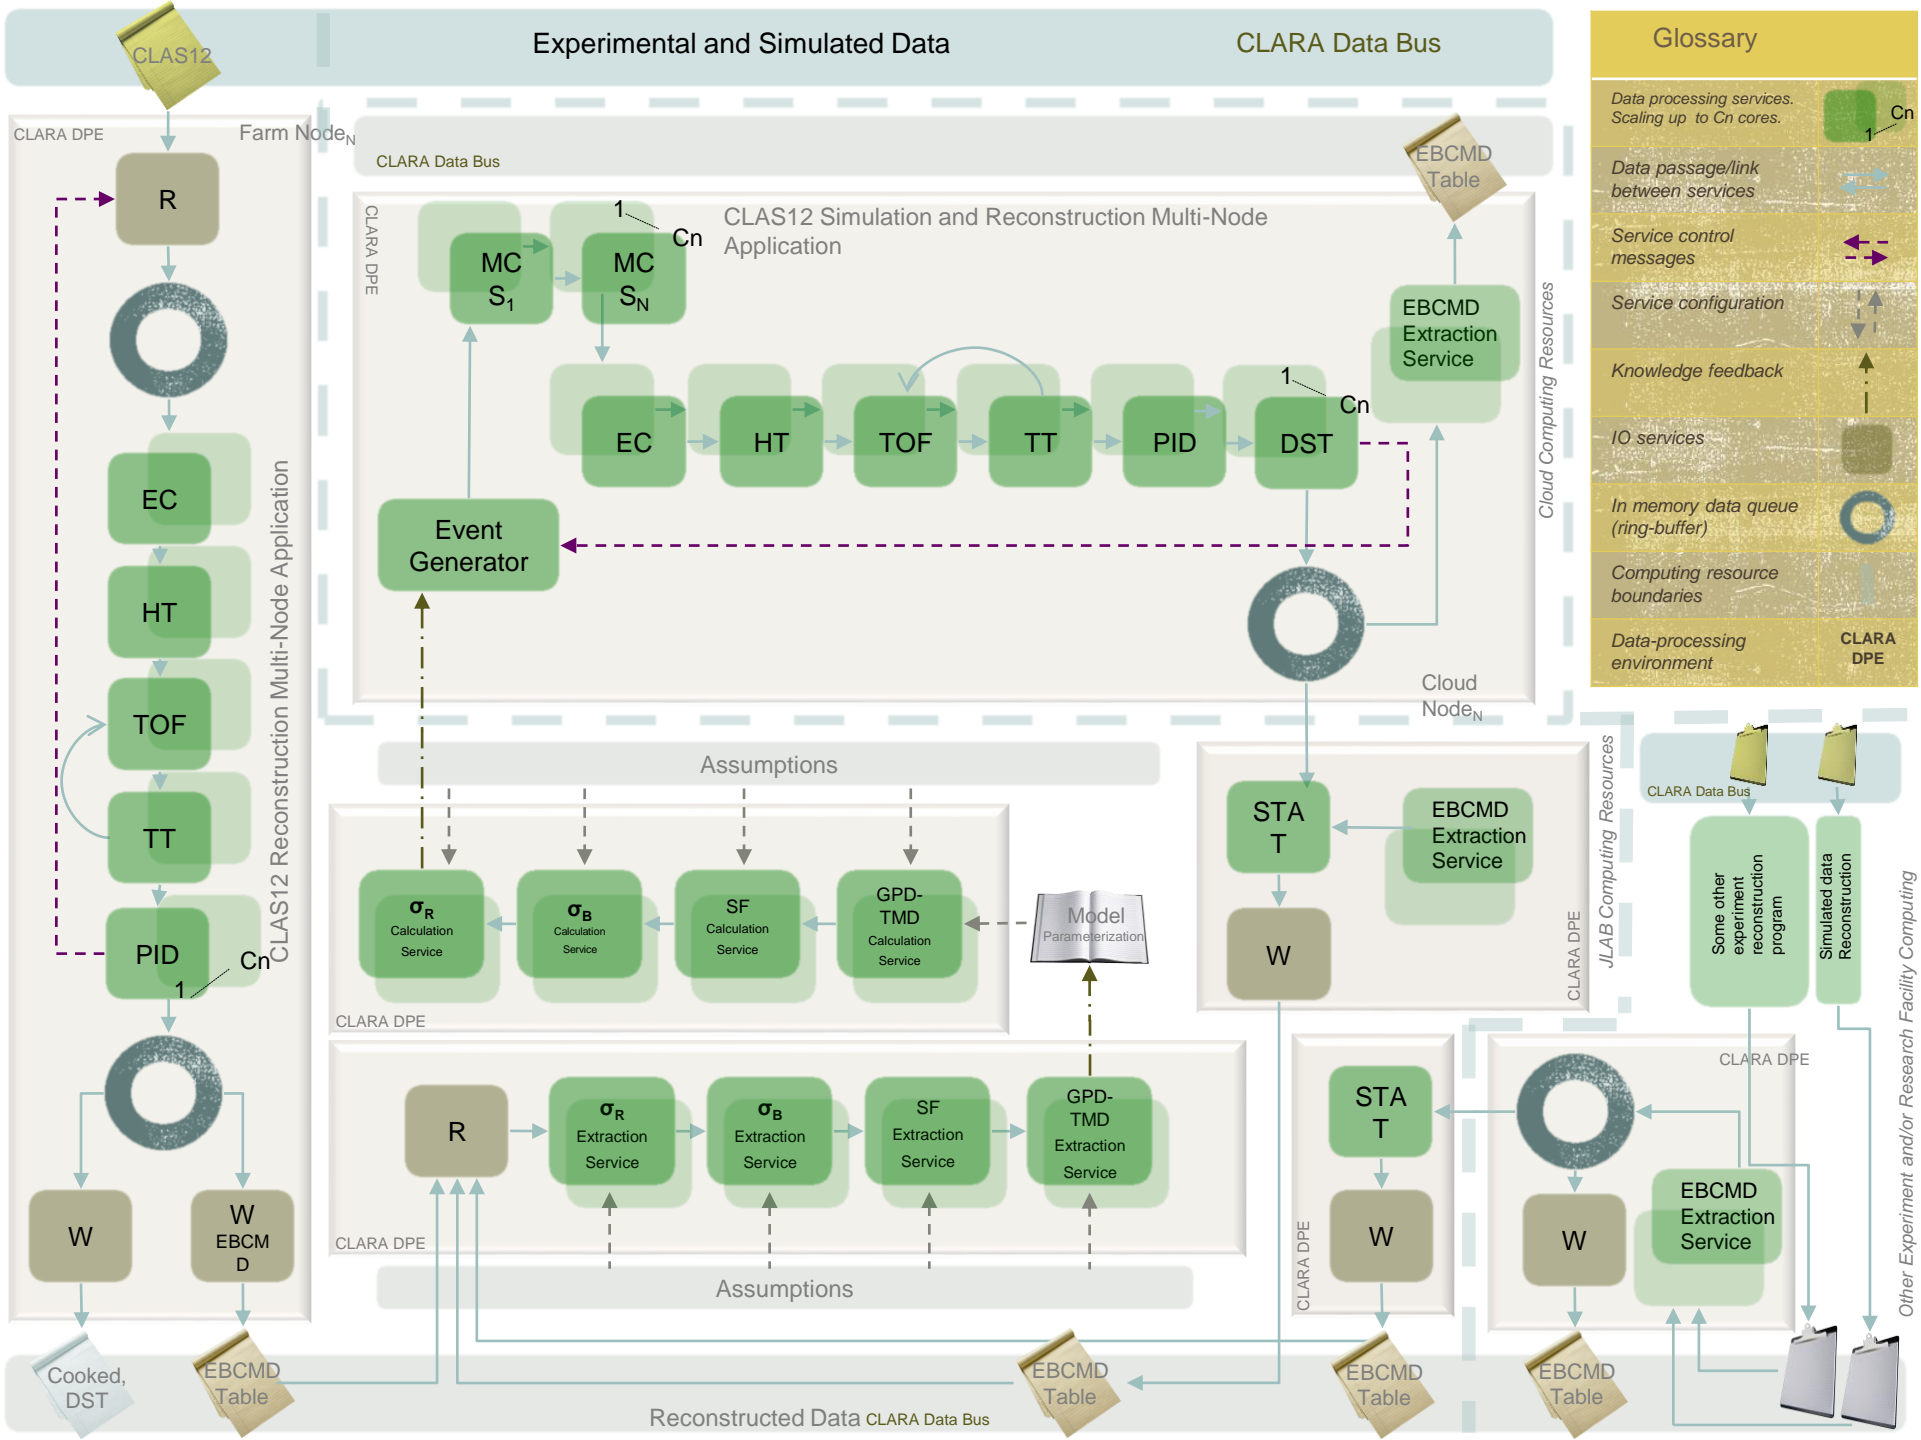 CLAS12
Experimental and Simulated Data
CLARA Data Bus
Glossary
Data processing services.
Scaling up to Cn cores.
Cn
1
Data passage/link
between services
Service control
messages
Service configuration
Knowledge feedback
IO services
In memory data queue
(ring-buffer)
Computing resource
boundaries
Data-processing
environment
CLARA
DPE
CLARA DPE
Farm Node_N
R
EC
HT
TOF
TT
PID
Cn
1
CLAS12 Reconstruction Multi-Node Application
W
W
EBCM
D
Cooked,
DST
EBCMD
Table
CLARA Data Bus
EBCMD
Table
CLARA DPE
CLAS12 Simulation and Reconstruction Multi-Node
Application
1
Cn
MC
S1
MC
SN
EBCMD
Extraction
Service
1
Cn
EC
HT
TOF
TT
PID
DST
Event
Generator
Cloud
Node_N
Cloud Computing Resources
Assumptions
σR
Calculation
Service
σB
Calculation
Service
SF
Calculation
Service
GPD-
TMD
Calculation
Service
Model
Parameterization
CLARA DPE
R
σR
Extraction
Service
σB
Extraction
Service
SF
Extraction
Service
GPD-
TMD
Extraction
Service
CLARA DPE
Assumptions
STA
T
EBCMD
Extraction
Service
W
CLARA DPE
JLAB Computing Resources
CLARA Data Bus
Some other
experiment
reconstruction
program
Simulated data
Reconstruction
Other Experiment and/or Research Facility Computing
STA
T
W
CLARA DPE
CLARA DPE
W
EBCMD
Extraction
Service
EBCMD
Table
EBCMD
Table
EBCMD
Table
Reconstructed Data CLARA Data Bus